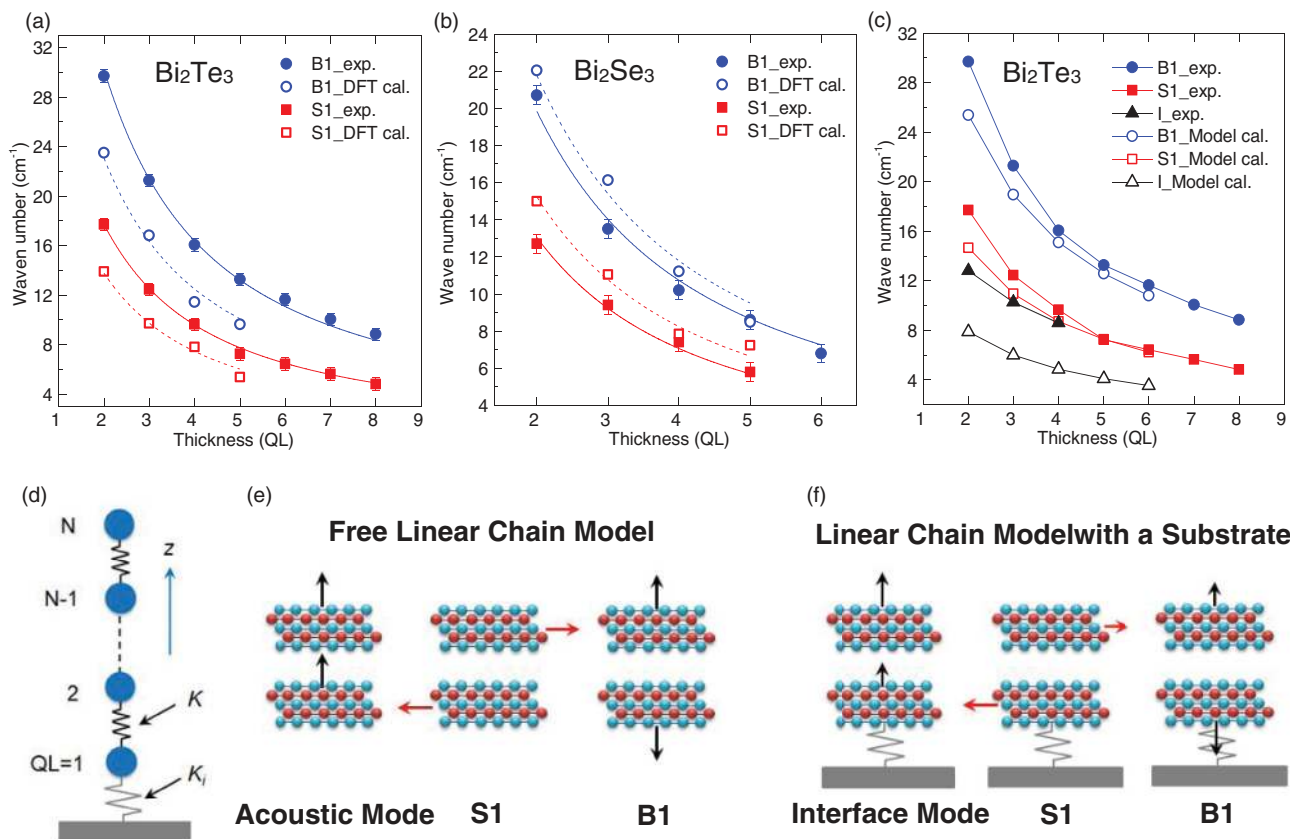 (a)
32
28
24
20
16
12
8
4
Waven umber (cm⁻¹)
1 2 3 4 5 6 7 8 9
Thickness (QL)
Bi₂Te₃
B1_exp.
B1_DFT cal.
S1_exp.
S1_DFT cal.
(b)
24
22
20
18
16
14
12
10
8
6
4
Wave number (cm⁻¹)
2 3 4 5 6
Thickness (QL)
Bi₂Se₃
B1_exp.
B1_DFT cal.
S1_exp.
S1_DFT cal.
(c)
32
28
24
20
16
12
8
4
Wave number (cm⁻¹)
1 2 3 4 5 6 7 8 9
Thickness (QL)
Bi₂Te₃
B1_exp.
S1_exp.
I_exp.
B1_Model cal.
S1_Model cal.
I_Model cal.
(d)
N
z
N-1
2
K
QL=1
Kᵢ
(e)
Free Linear Chain Model
Acoustic Mode S1 B1
(f)
Linear Chain Modelwith a Substrate
Interface Mode S1 B1